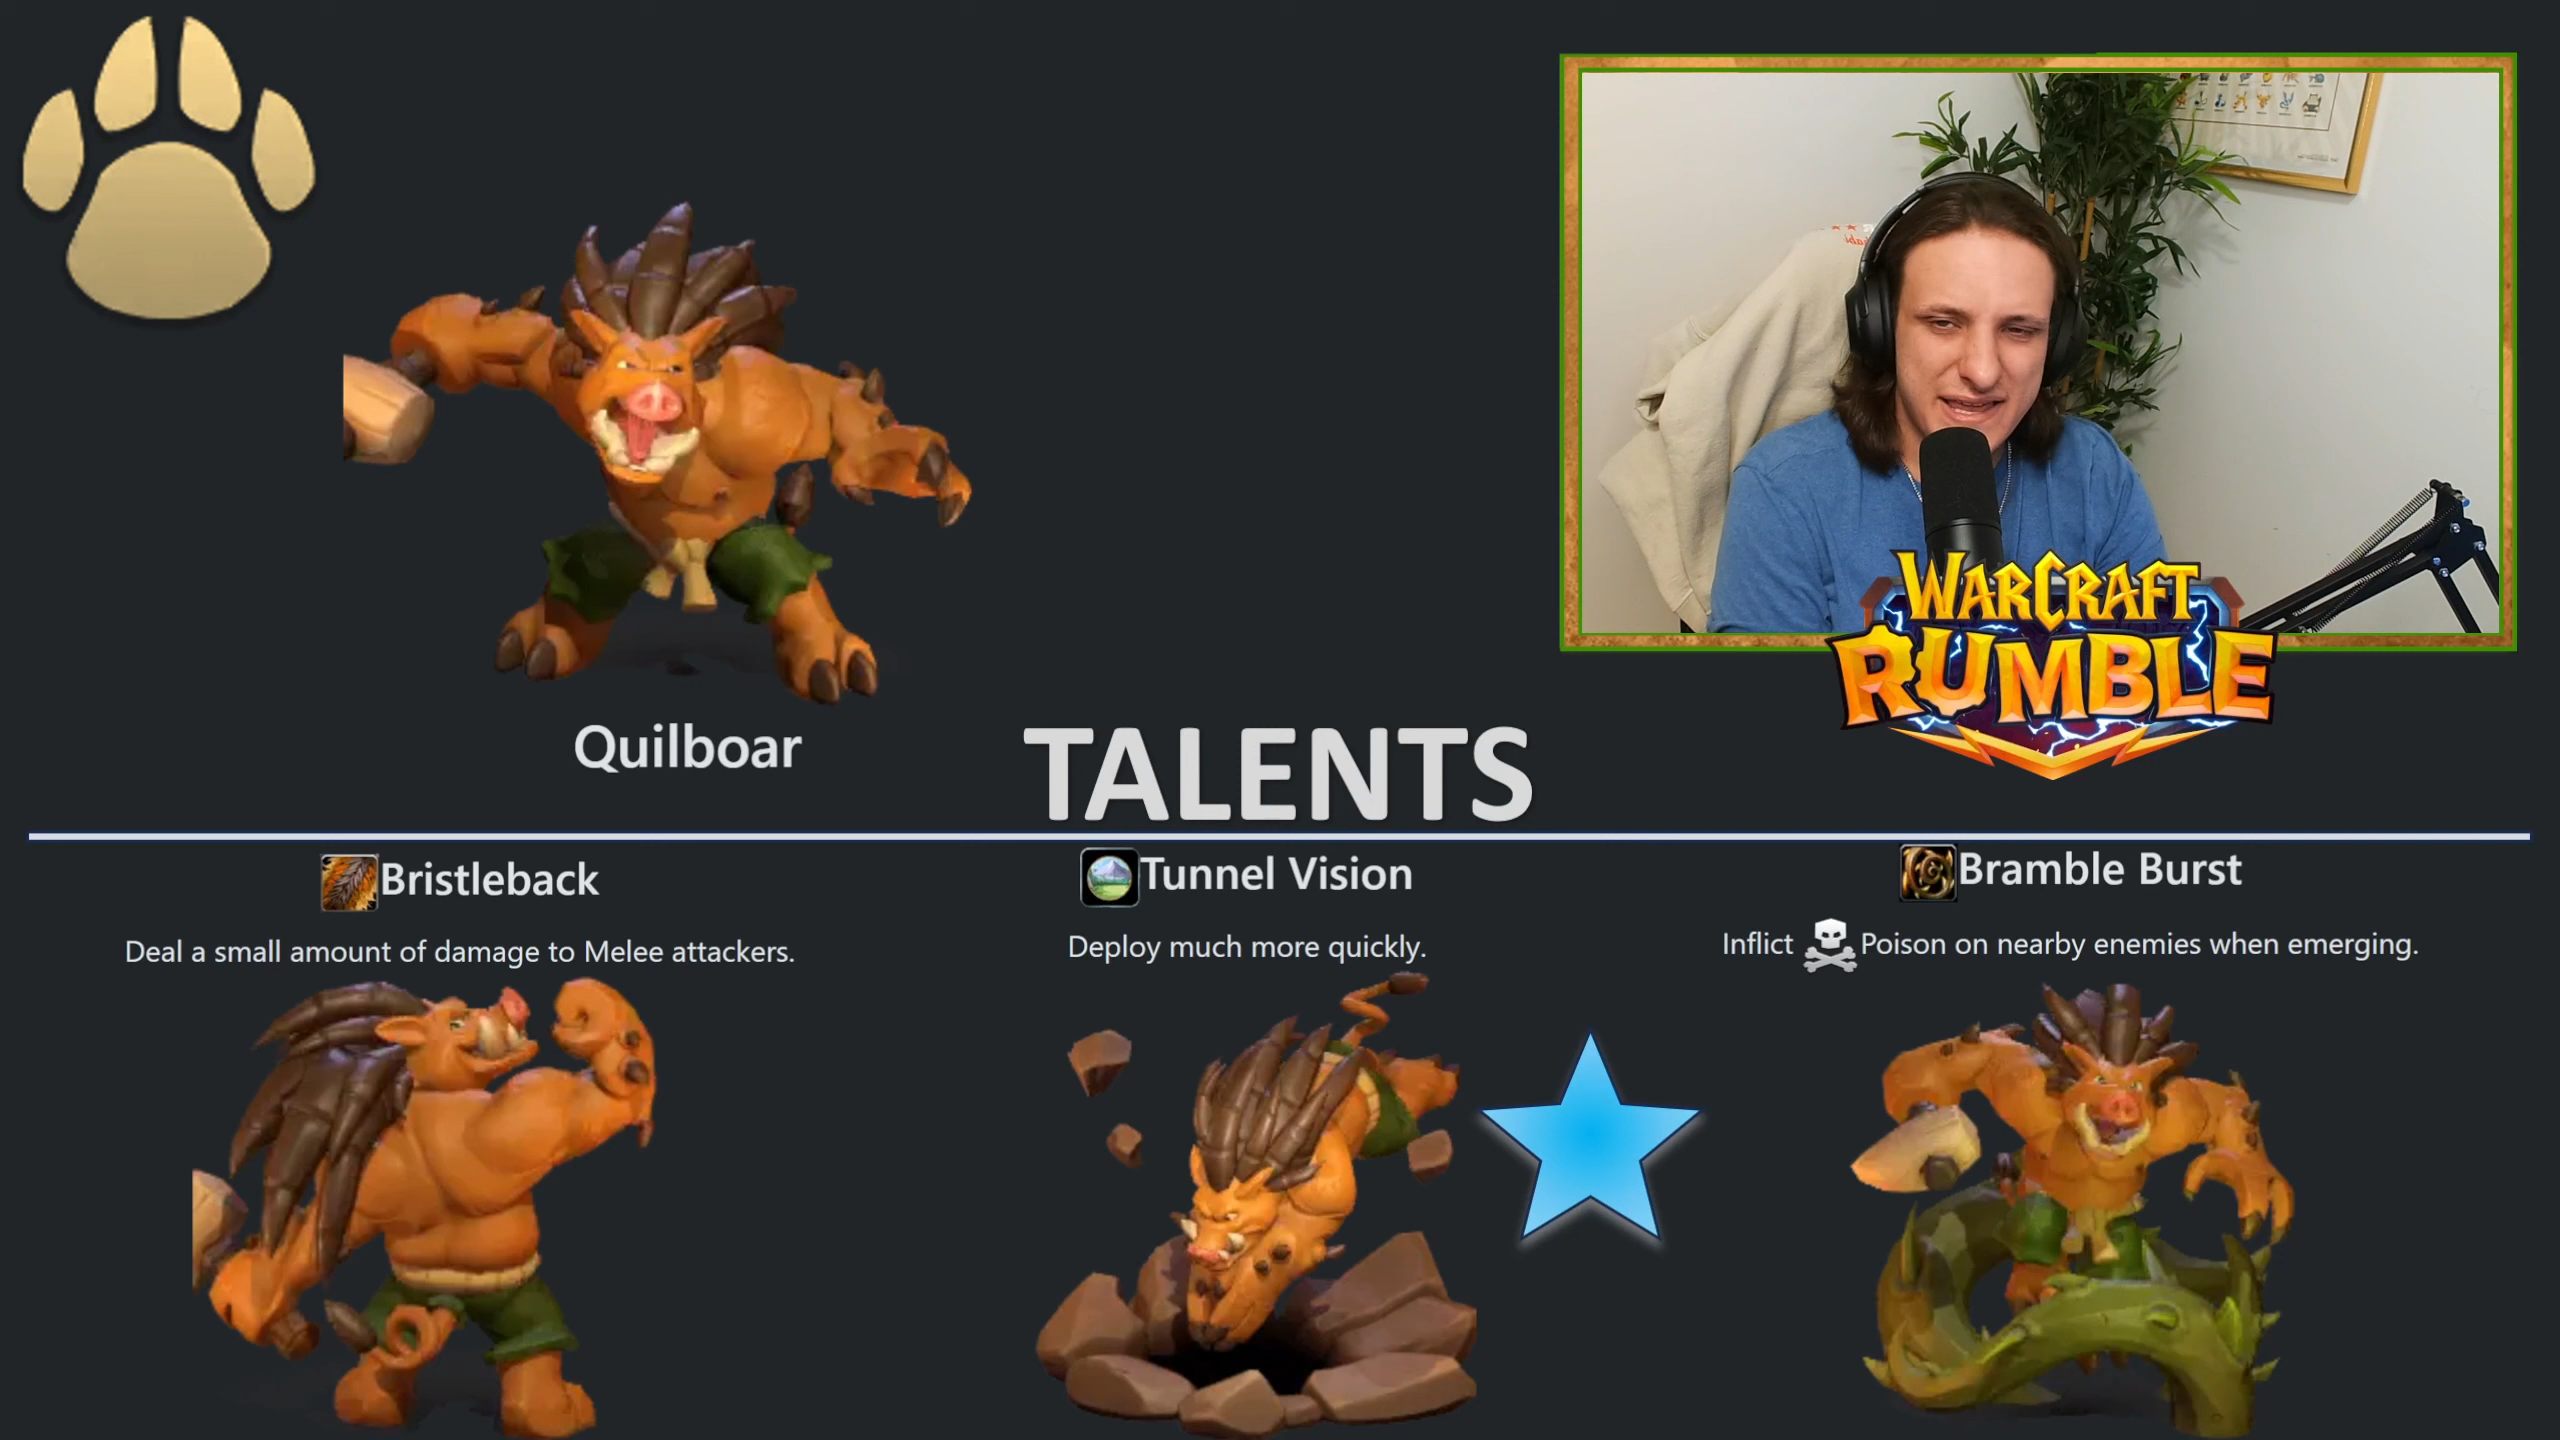 WARCRAFT
RUMBLE
Quilboar
TALENTS
Bristleback
Deal a small amount of damage to Melee attackers.
Tunnel Vision
Deploy much more quickly.
Bramble Burst
Inflict Poison on nearby enemies when emerging.